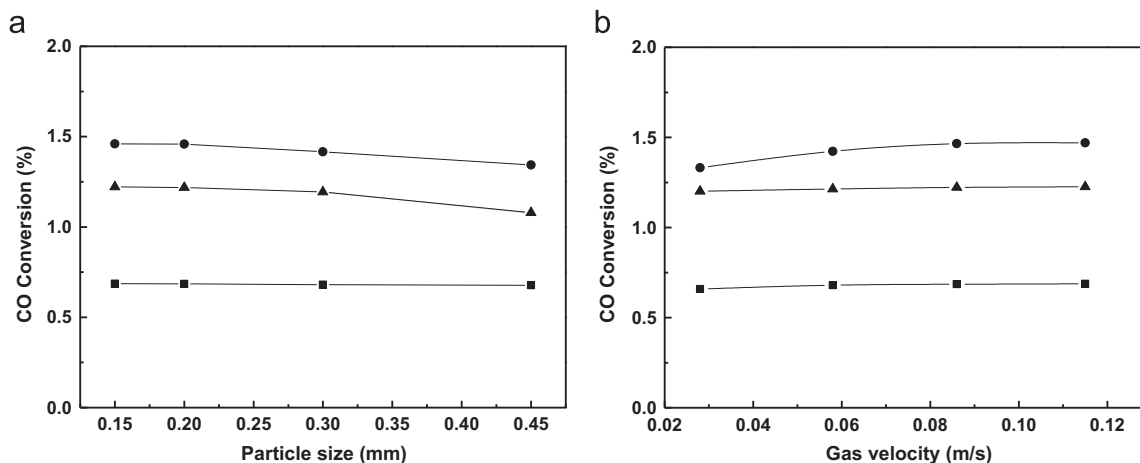 a
CO Conversion (%)
2.0
1.5
1.0
0.5
0.0
0.15 0.20 0.25 0.30 0.35 0.40 0.45
Particle size (mm)
b
CO Conversion (%)
2.0
1.5
1.0
0.5
0.0
0.02 0.04 0.06 0.08 0.10 0.12
Gas velocity (m/s)